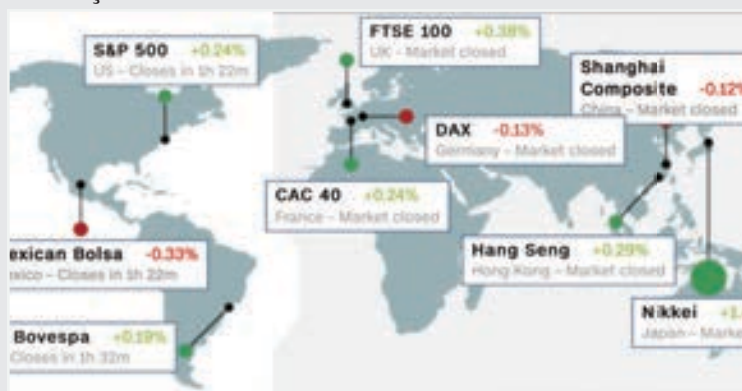 S&P 500 +0.24%
US - Closes in 1h 22m
FTSE 100 +0.38%
UK - Market closed
Shanghai
Composite -0.12%
China - Market closed
DAX -0.13%
Germany - Market closed
CAC 40 +0.24%
France - Market closed
exican Bolsa -0.33%
exico - Closes in 1h 22m
Hang Seng +0.29%
Hong Kong - Market closed
Bovespa +0.19%
Closes in 1h 32m
Nikkei +1.
Japan - Marke